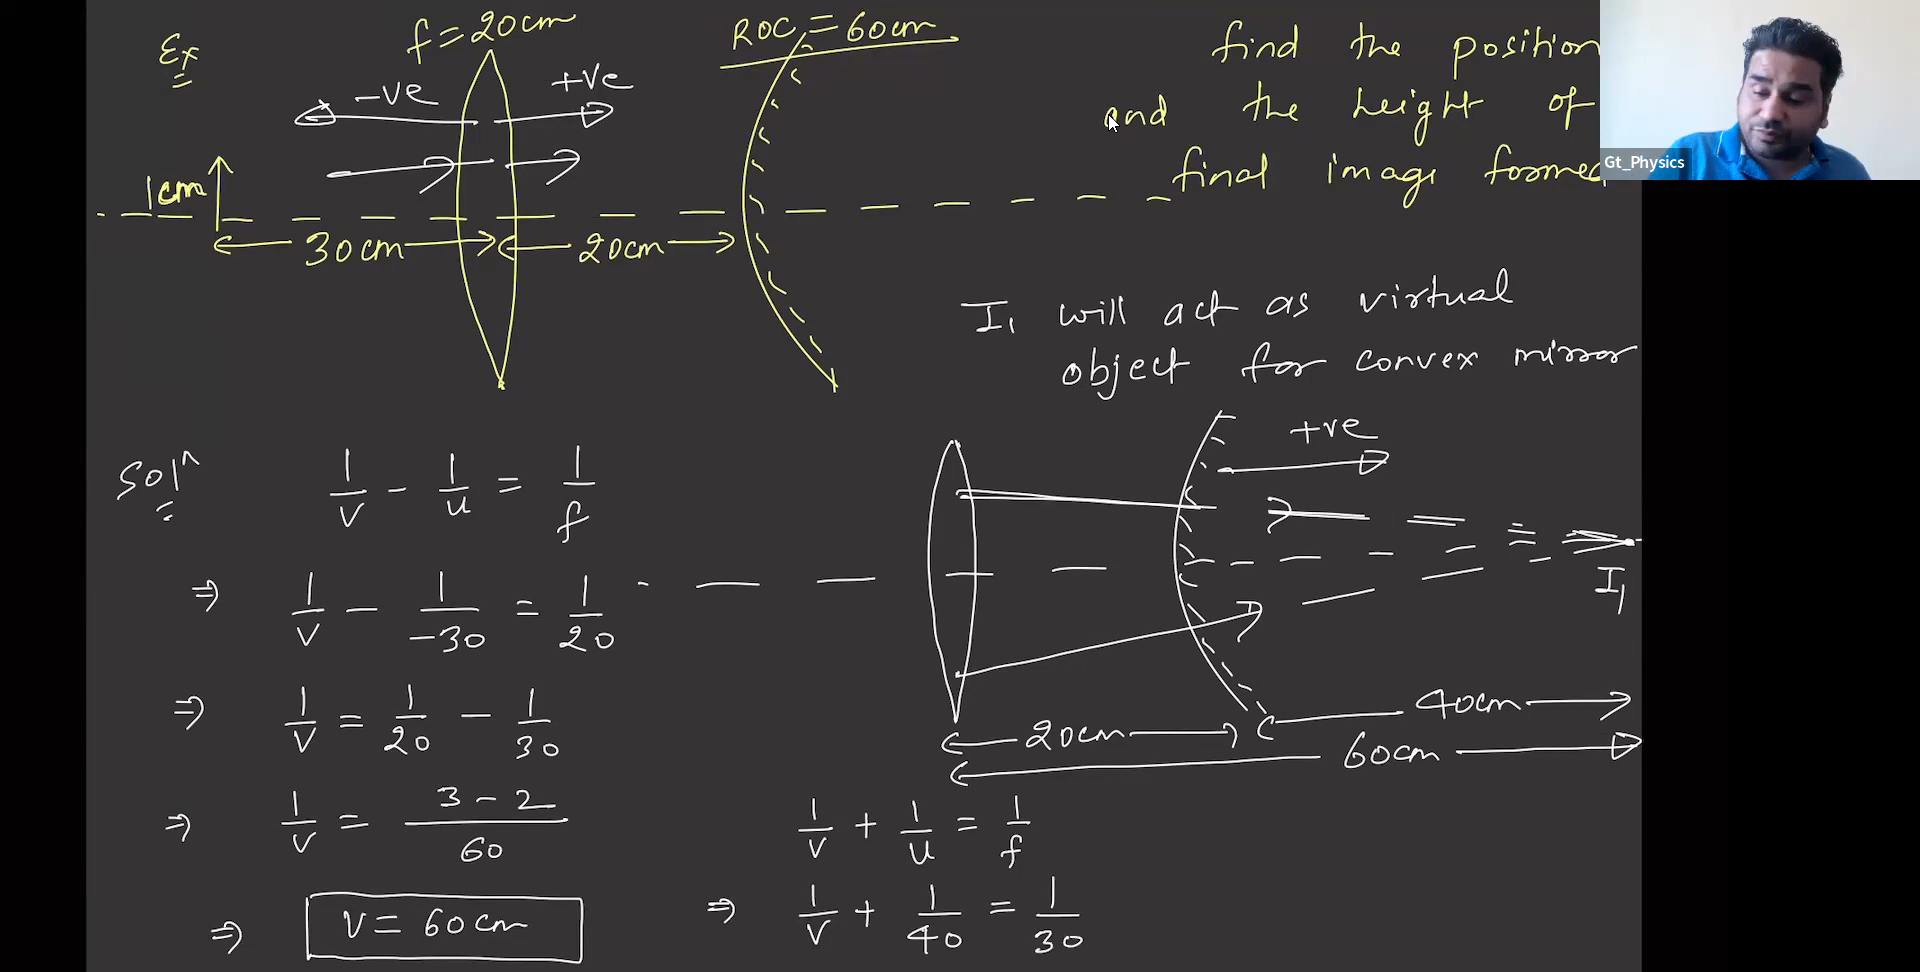 Ex
f = 20cm
ROC = 60cm
-ve
+ve
1cm
30cm
20cm
find the position
and the height of
final image formed
Gt_Physics
I₁ will act as virtual
object for convex mirror
Solⁿ
1/v - 1/u = 1/f
⇒ 1/v - 1/-30 = 1/20
⇒ 1/v = 1/20 - 1/30
⇒ 1/v = 3 - 2/60
⇒ v = 60cm
+ve
I₁
20cm
40cm
60cm
1/v + 1/u = 1/f
⇒ 1/v + 1/40 = 1/30